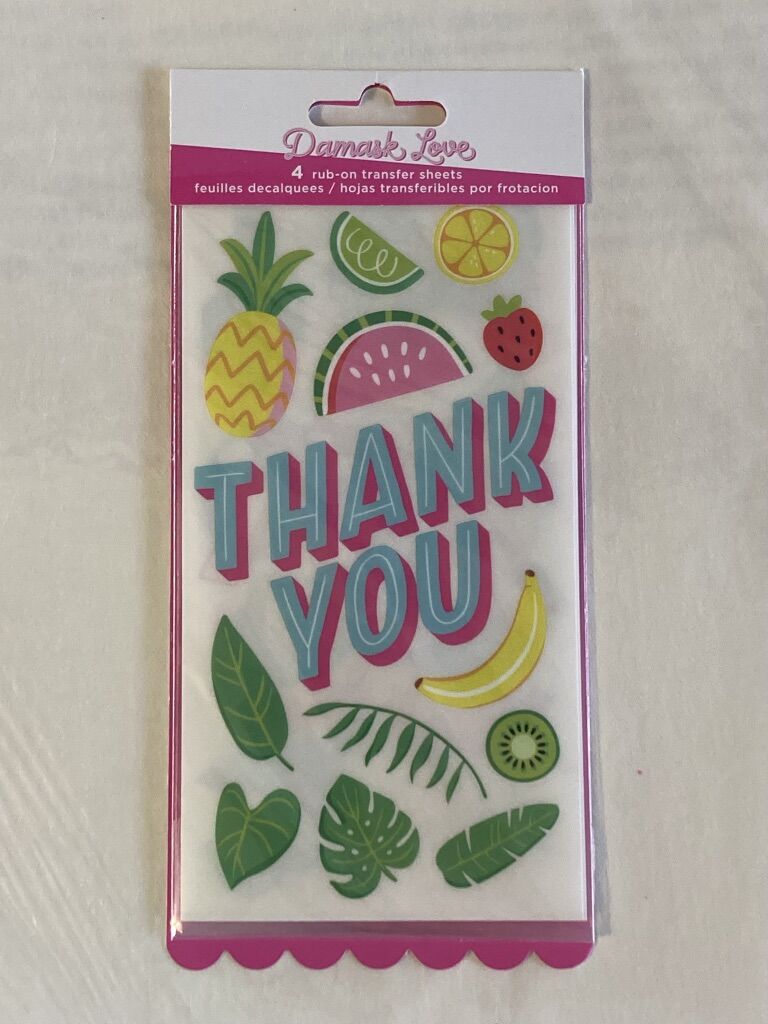 Damask Love
4 rub-on transfer sheets
feuilles decalquees / hojas transferibles por frotacion
THANK
YOU